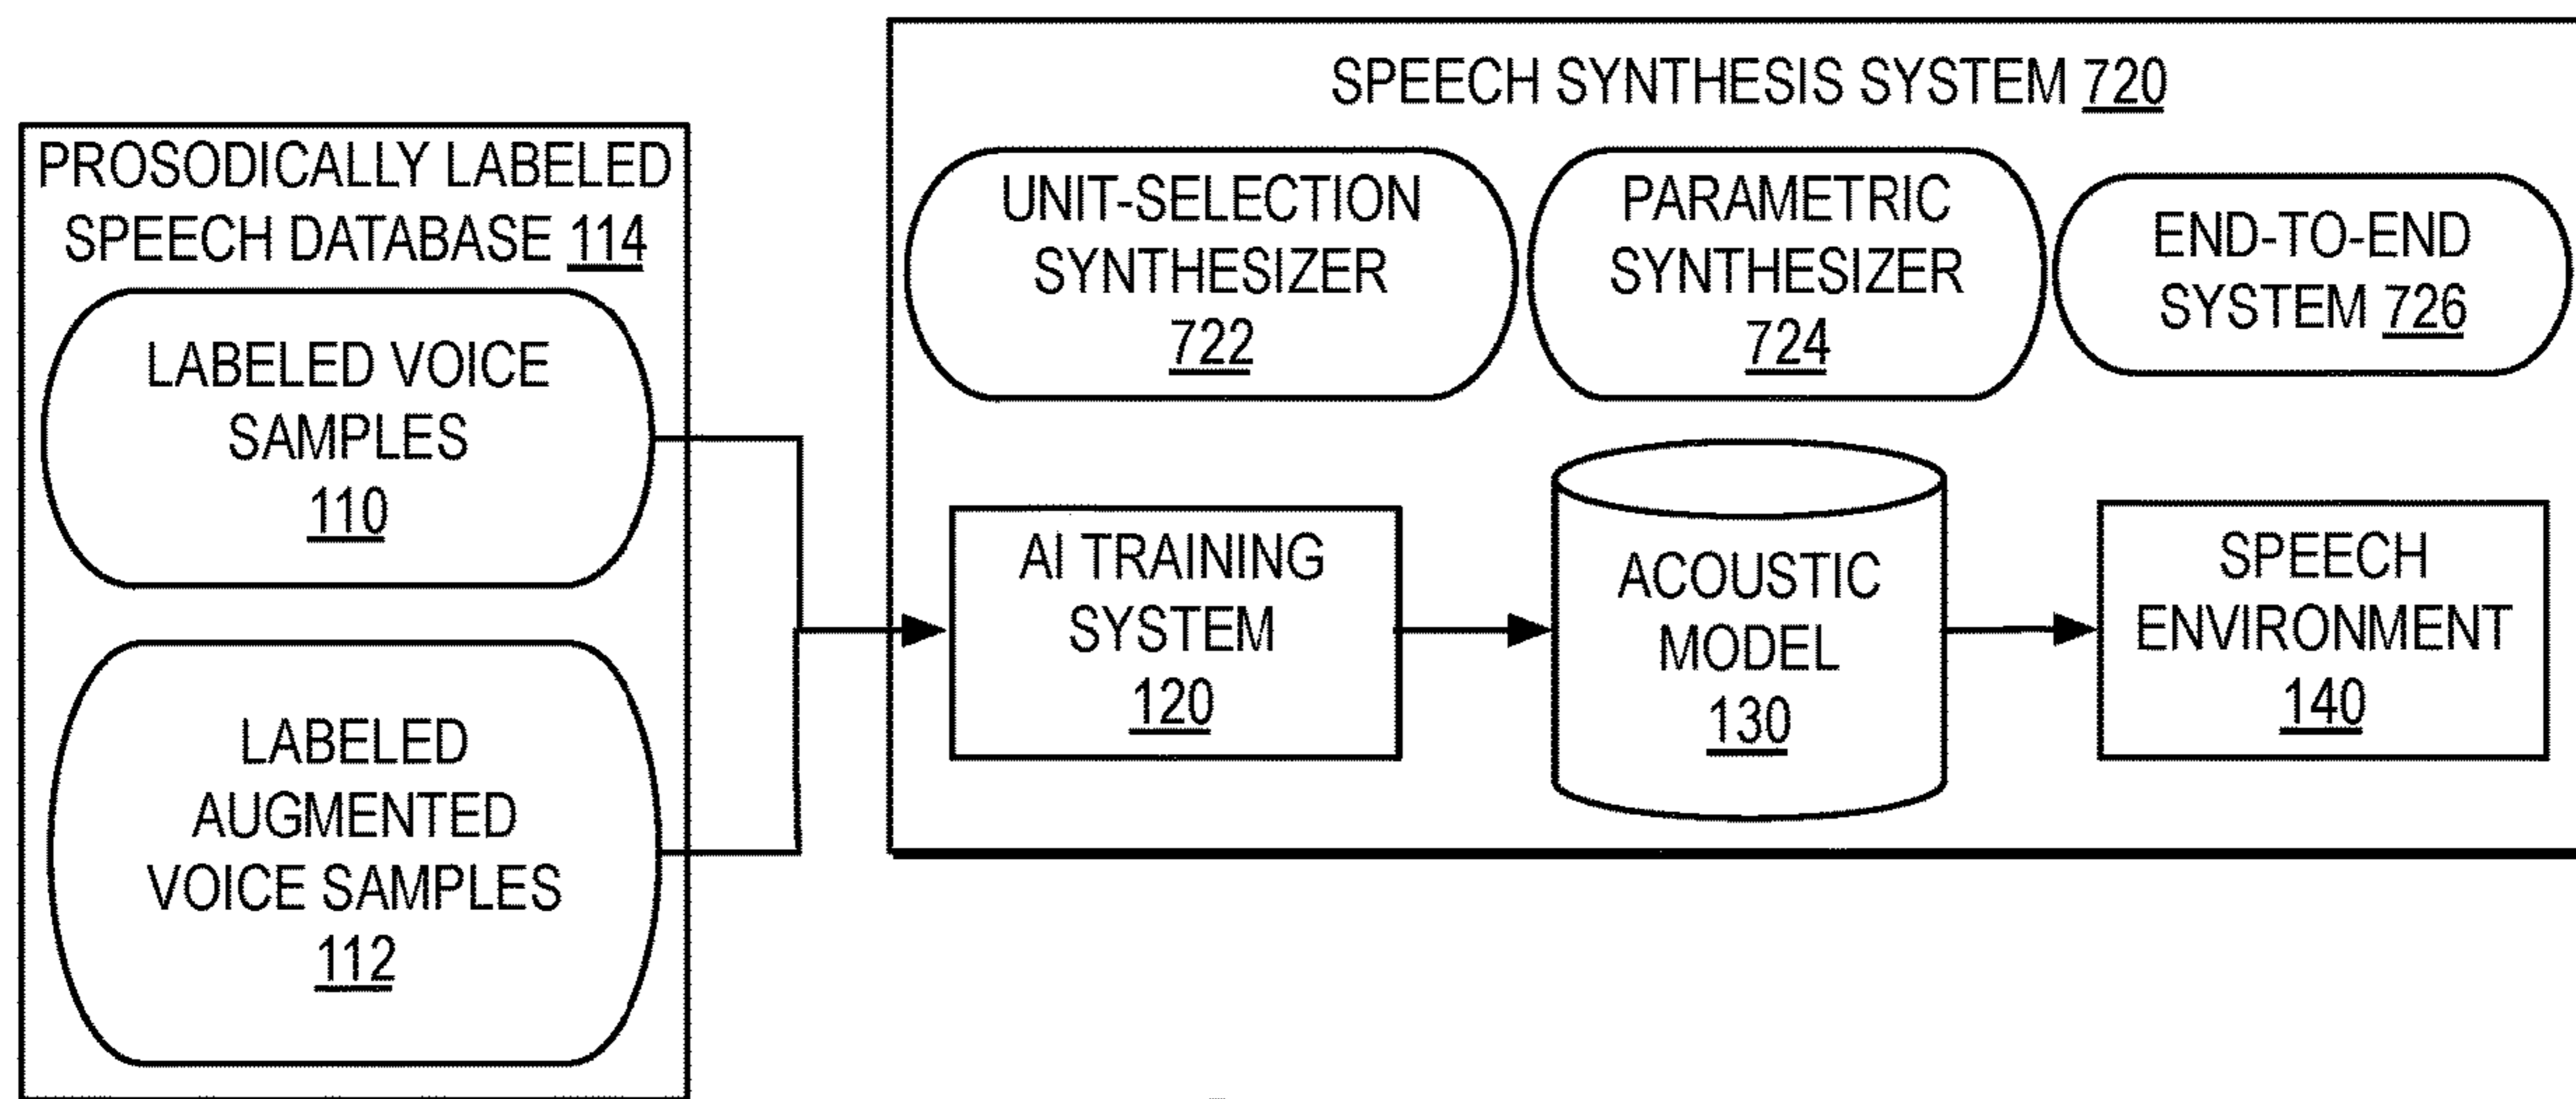 PROSODICALLY LABELED
SPEECH DATABASE 114
LABELED VOICE
SAMPLES
110
LABELED
AUGMENTED
VOICE SAMPLES
112
SPEECH SYNTHESIS SYSTEM 720
UNIT-SELECTION
SYNTHESIZER
722
PARAMETRIC
SYNTHESIZER
724
END-TO-END
SYSTEM 726
AI TRAINING
SYSTEM
120
ACOUSTIC
MODEL
130
SPEECH
ENVIRONMENT
140